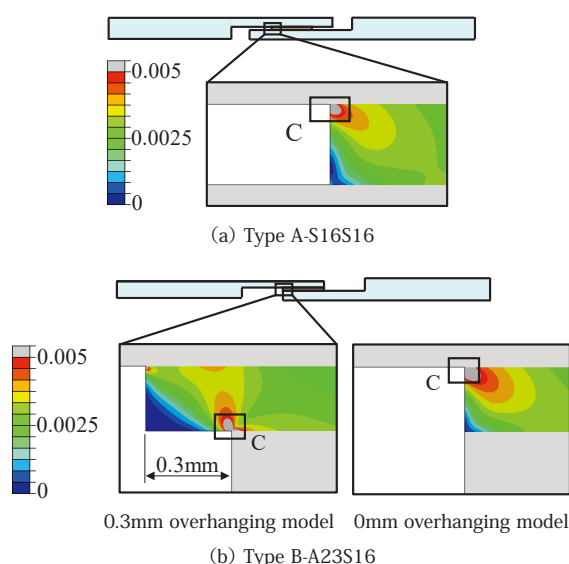 0.005
0.0025
0
C
(a) Type A-S16S16
0.005
0.0025
0
0.3mm
C
C
0.3mm overhanging model
0mm overhanging model
(b) Type B-A23S16